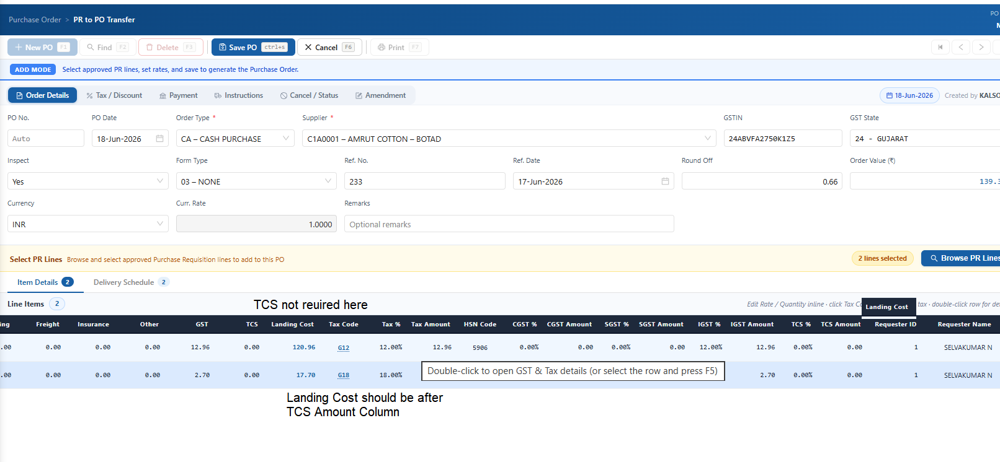 Purchase Order > PR to PO Transfer
PO
New PO F1 Find F2 Delete F3 Save PO ctrl+s Cancel F6 Print F7
ADD MODE Select approved PR lines, set rates, and save to generate the Purchase Order.
Order Details Tax / Discount Payment Instructions Cancel / Status Amendment 18-Jun-2026 Created by KALSO
PO No. PO Date Order Type * Supplier * GSTIN GST State
Auto 18-Jun-2026 CA – CASH PURCHASE C1A0001 – AMRUT COTTON – BOTAD 24ABVFA2750K1Z5 24 - GUJARAT
Inspect Form Type Ref. No. Ref. Date Round Off Order Value (₹)
Yes 03 – NONE 233 17-Jun-2026 0.66 139.3
Currency Curr. Rate Remarks
INR 1.0000 Optional remarks
Select PR Lines Browse and select approved Purchase Requisition lines to add to this PO 2 lines selected Browse PR Lines
Item Details 2 Delivery Schedule 2
Line Items 2 TCS not reuired here Edit Rate / Quantity inline · click Tax Co Landing Cost tax · double-click row for de
ing Freight Insurance Other GST TCS Landing Cost Tax Code Tax % Tax Amount HSN Code CGST % CGST Amount SGST % SGST Amount IGST % IGST Amount TCS % TCS Amount Requester ID Requester Name
.00 0.00 0.00 0.00 12.96 0.00 120.96 G12 12.00% 12.96 5906 0.00% 0.00 0.00% 0.00 12.00% 12.96 0.00% 0.00 1 SELVAKUMAR N
.00 0.00 0.00 0.00 2.70 0.00 17.70 G18 18.00% Double-click to open GST & Tax details (or select the row and press F5) 2.70 0.00% 0.00 1 SELVAKUMAR N
Landing Cost should be after
TCS Amount Column